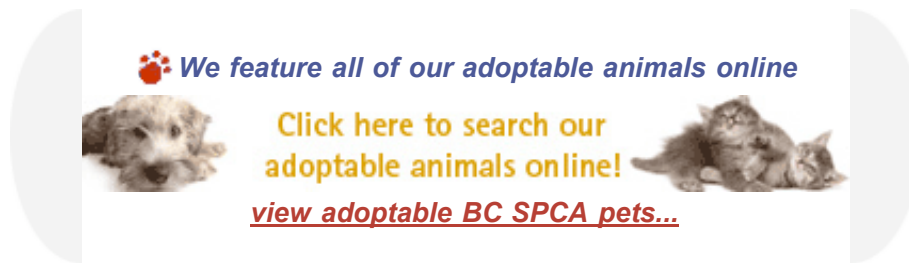 We feature all of our adoptable animals online
Click here to search our
adoptable animals online!
view adoptable BC SPCA pets...